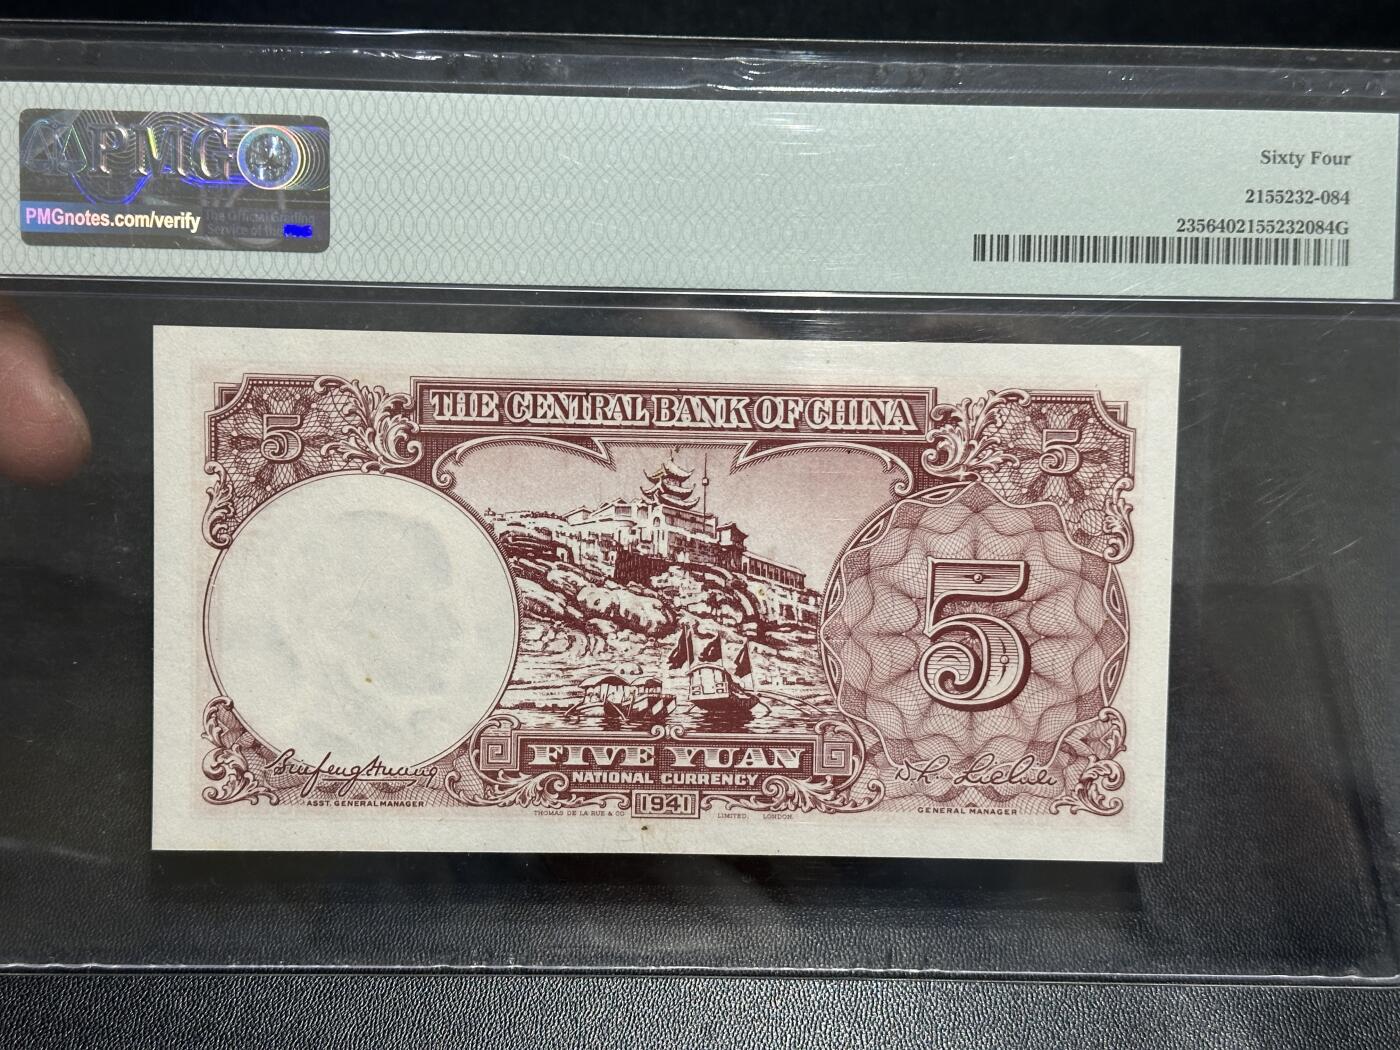 PMG
PMGnotes.com/verify
The Official Grading
Service of the
Sixty Four
2155232-084
2356402155232084G
THE CENTRAL BANK OF CHINA
5
5
5
FIVE YUAN
NATIONAL CURRENCY
1941
ASST. GENERAL MANAGER
GENERAL MANAGER
THOMAS DE LA RUE & CO LIMITED. LONDON.